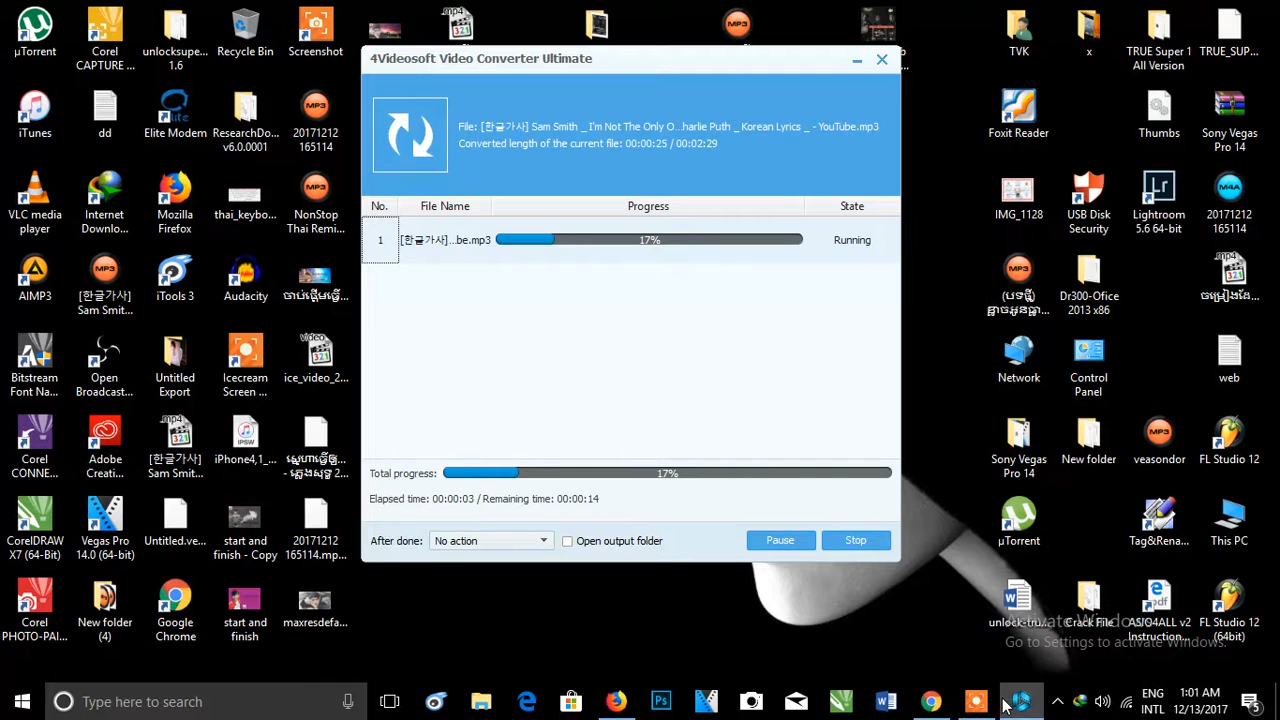 µTorrent
Corel
CAPTURE ...
unlocksupe...
1.6
Recycle Bin
Screenshot
iTunes
dd
Elite Modem
ResearchDo...
v6.0.0001
20171212
165114
VLC media
player
Internet
Downlo...
Mozilla
Firefox
thai_keybo...
NonStop
Thai Remi...
AIMP3
[한글가사]
Sam Smit...
iTools 3
Audacity
Bitstream
Font Na...
Open
Broadcast...
Untitled
Export
Icecream
Screen ...
ice_video_2...
Corel
CONNE...
Adobe
Creati...
[한글가사]
Sam Smit...
iPhone4,1_...
CorelDRAW
X7 (64-Bit)
Vegas Pro
14.0 (64-bit)
Untitled.ve...
start and
finish - Copy
20171212
165114.mp...
Corel
PHOTO-PAI...
New folder
(4)
Google
Chrome
start and
finish
maxresdefa...
4Videosoft Video Converter Ultimate
File: [한글가사] Sam Smith _ I'm Not The Only O...harlie Puth _ Korean Lyrics _ - YouTube.mp3
Converted length of the current file: 00:00:25 / 00:02:29
No. File Name Progress State
1 [한글가사]...be.mp3 17% Running
Total progress: 17%
Elapsed time: 00:00:03 / Remaining time: 00:00:14
After done: No action Open output folder Pause Stop
TVK
x
TRUE Super 1
All Version
TRUE_SUP...
Foxit Reader
Thumbs
Sony Vegas
Pro 14
IMG_1128
USB Disk
Security
Lightroom
5.6 64-bit
20171212
165114
Dr300-Ofice
2013 x86
Network
Control
Panel
web
Sony Vegas
Pro 14
New folder
veasondor
FL Studio 12
µTorrent
Tag&Rena...
This PC
unlock-tru...
Crack File
ASIO4ALL v2
Instruction...
FL Studio 12
(64bit)
Activate Windows
Go to Settings to activate Windows.
Type here to search
ENG
INTL
1:01 AM
12/13/2017
5